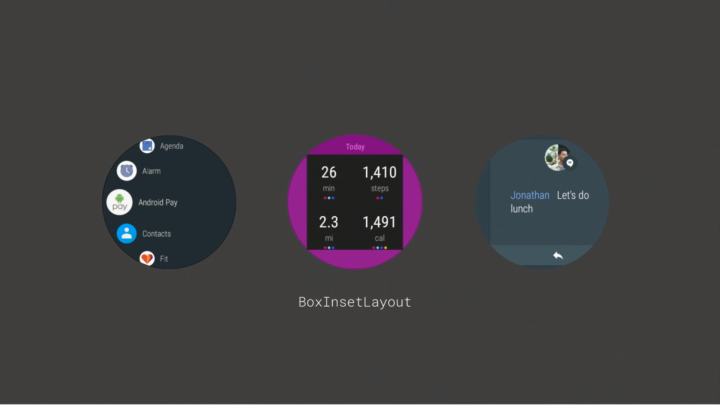 Agenda
Alarm
pay
Android Pay
Contacts
Fit
Today
26
1,410
min
steps
2.3
1,491
mi
cal
Jonathan Let's do
lunch
BoxInsetLayout